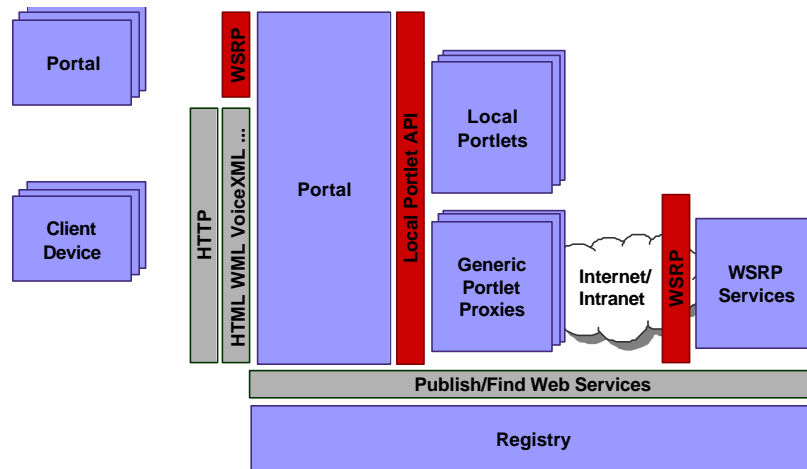 Portal
WSRP
Client
Device
HTTP
HTML WML VoiceXML ...
Portal
Local Portlet API
Local
Portlets
Generic
Portlet
Proxies
Internet/
Intranet
WSRP
WSRP
Services
Publish/Find Web Services
Registry